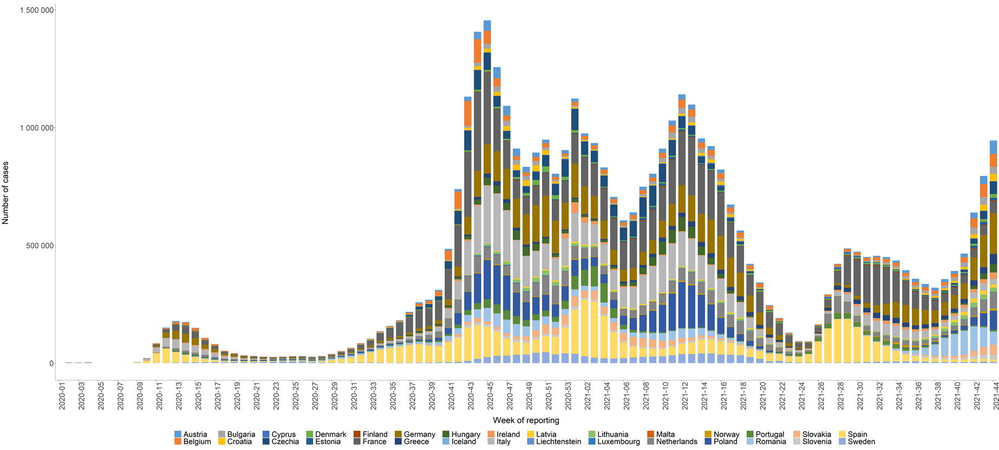 1 500 000
1 000 000
500 000
0
Number of cases
2020-01 2020-03 2020-05 2020-07 2020-09 2020-11 2020-13 2020-15 2020-17 2020-19 2020-21 2020-23 2020-25 2020-27 2020-29 2020-31 2020-33 2020-35 2020-37 2020-39 2020-41 2020-43 2020-45 2020-47 2020-49 2020-51 2020-53 2021-02 2021-04 2021-06 2021-08 2021-10 2021-12 2021-14 2021-16 2021-18 2021-20 2021-22 2021-24 2021-26 2021-28 2021-30 2021-32 2021-34 2021-36 2021-38 2021-40 2021-42 2021-44
Week of reporting
Austria Bulgaria Cyprus Denmark Finland Germany Hungary Ireland Latvia Lithuania Malta Norway Portugal Slovakia Spain
Belgium Croatia Czechia Estonia France Greece Iceland Italy Liechtenstein Luxembourg Netherlands Poland Romania Slovenia Sweden